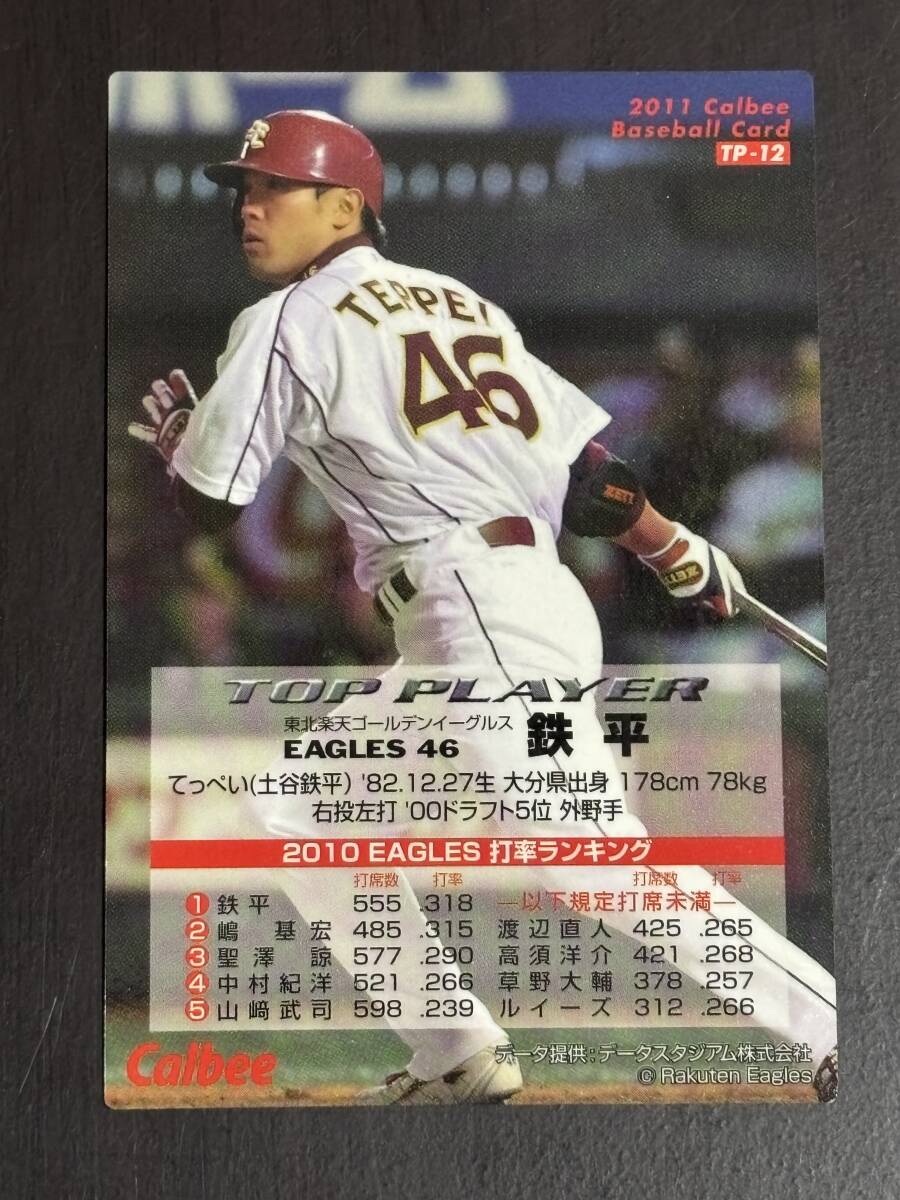 2011 Calbee
Baseball Card
TP-12
TEPPEI
46
ZETT
TOP PLAYER
東北楽天ゴールデンイーグルス
EAGLES 46 鉄平
てっぺい(土谷鉄平) '82.12.27生 大分県出身 178cm 78kg
右投左打 '00ドラフト5位 外野手
2010 EAGLES 打率ランキング
打席数 打率 打席数 打率
1 鉄平 555 .318 —以下規定打席未満—
2 嶋 基宏 485 .315 渡辺直人 425 .265
3 聖澤 諒 577 .290 高須洋介 421 .268
4 中村紀洋 521 .266 草野大輔 378 .257
5 山﨑武司 598 .239 ルイーズ 312 .266
Calbee
データ提供:データスタジアム株式会社
© Rakuten Eagles